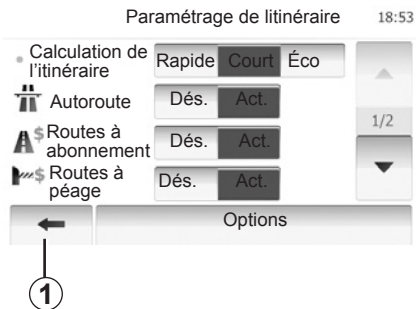 Paramétrage de litinéraire 18:53
Calculation de l'itinéraire Rapide Court Éco
Autoroute Dés. Act.
1/2
$ Routes à abonnement Dés. Act.
$ Routes à péage Dés. Act.
Options
1